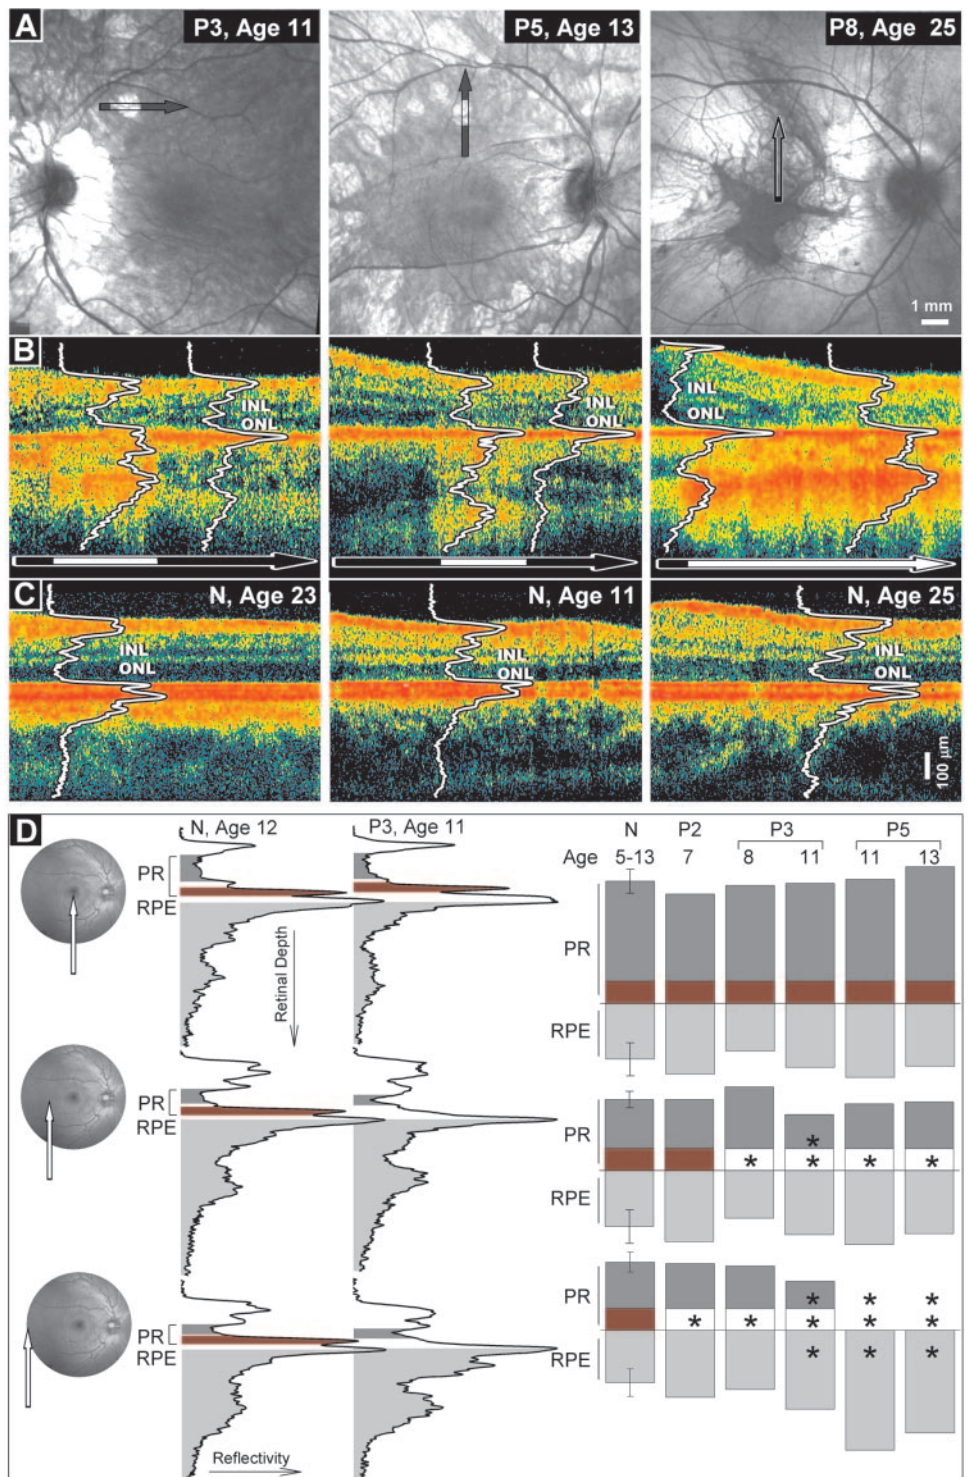 A
P3, Age 11
P5, Age 13
P8, Age 25
1 mm
B
INL
ONL
INL
ONL
INL
ONL
C
N, Age 23
N, Age 11
N, Age 25
INL
ONL
INL
ONL
INL
ONL
100 µm
D
N, Age 12
P3, Age 11
N
P2
P3
P5
Age
5-13
7
8
11
11
13
PR
RPE
Retinal Depth
PR
RPE
PR
RPE
*
PR
RPE
* * * *
PR
RPE
* * *
PR
RPE
* * * * *
* * *
Reflectivity